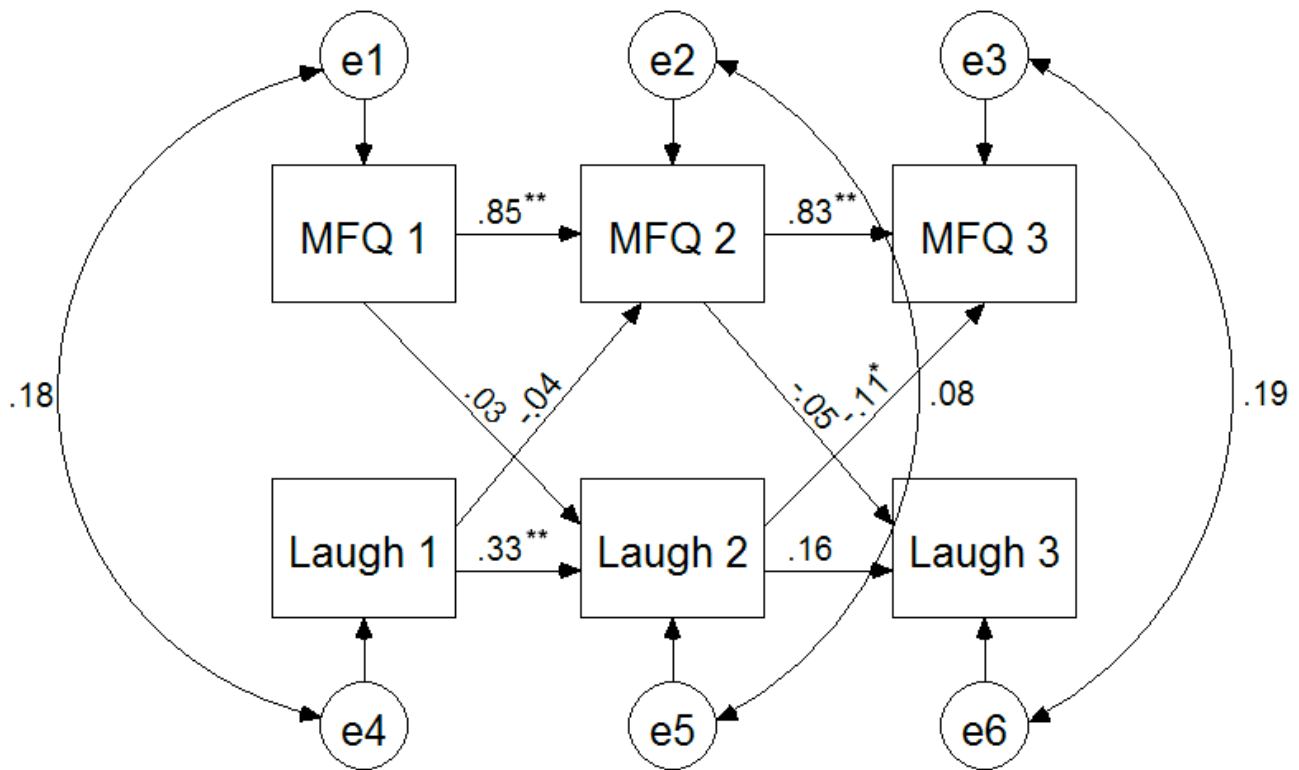 e1
e2
e3
MFQ 1
.85**
MFQ 2
.83**
MFQ 3
.18
.03
-.04
-.05
-.11*
.08
.19
Laugh 1
.33**
Laugh 2
.16
Laugh 3
e4
e5
e6